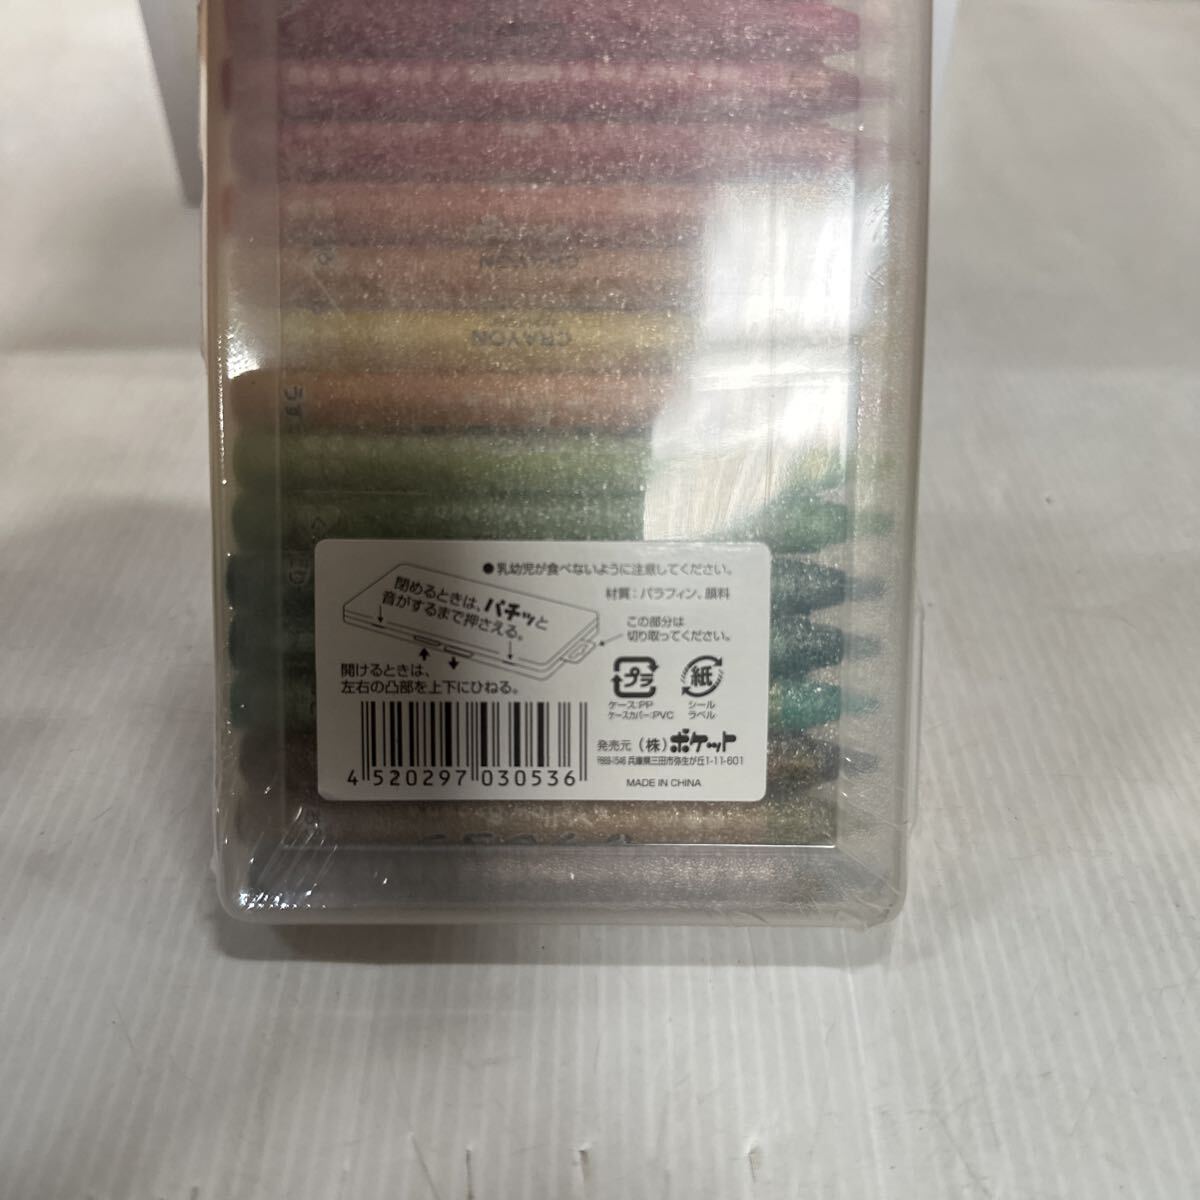 CRAYON
CRAYON
うす
●乳幼児が食べないように注意してください。
材質：パラフィン、顔料
閉めるときは、パチッと
音がするまで押さえる。
この部分は
切り取ってください。
開けるときは、
左右の凸部を上下にひねる。
プラ
紙
ケース：PP
ケースカバー：PVC
シール
ラベル
発売元 (株)ポケット
〒669-1546 兵庫県三田市弥生が丘1-11-601
MADE IN CHINA
4 520297 030536